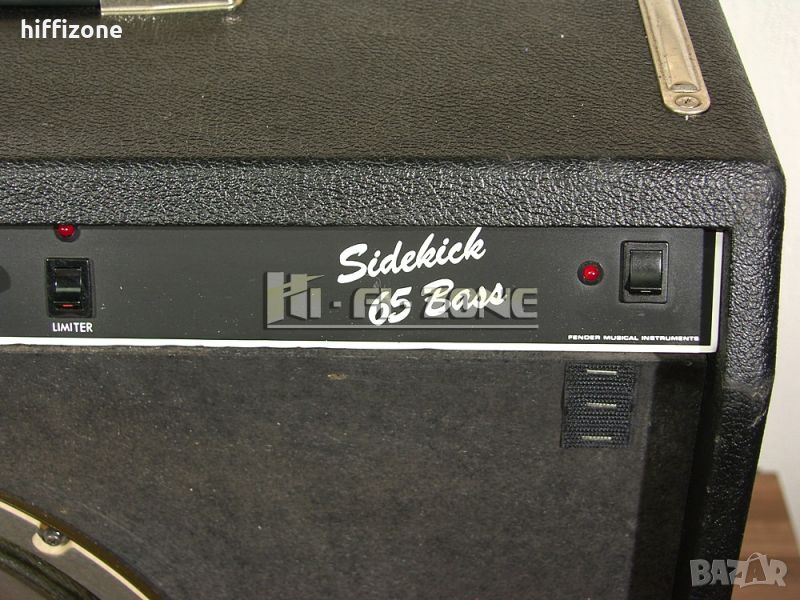 hiffizone
Sidekick
65 Bass
HI-FI-ZONE
LIMITER
FENDER MUSICAL INSTRUMENTS
BAZAR